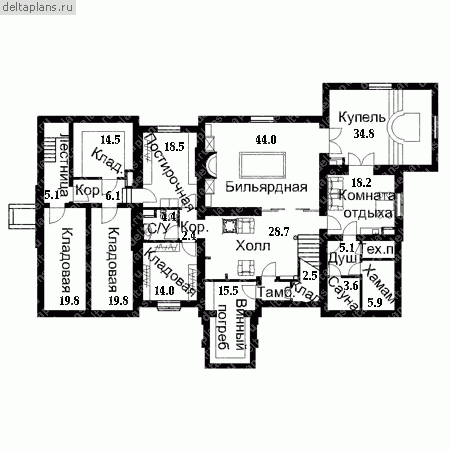 deltaplans.ru
Купель
34.8
14.5
Клад.
Лестница
5.1
Кор.
6.1
18.5
Постирочная
44.0
Бильярдная
18.2
Комната
отдыха
4.4
С/У
Кор.
2.4
Холл
28.7
5.1
Душ
Тех.п
Кладовая
19.8
Кладовая
19.8
Кладовая
14.0
15.5
Винный
погреб
Тамб.
2.5
Клад.
3.6
Сауна
Хамам
5.9